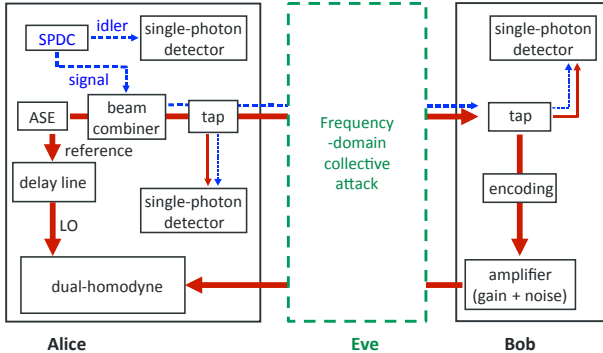 idler
SPDC
single-photon
detector
signal
ASE
beam
combiner
tap
reference
delay line
single-photon
detector
LO
dual-homodyne
Frequency
-domain
collective
attack
single-photon
detector
tap
encoding
amplifier
(gain + noise)
Alice
Eve
Bob